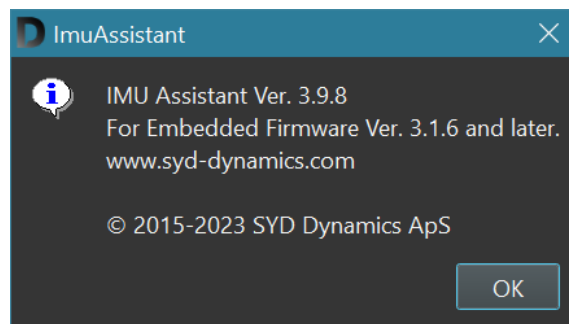 D ImuAssistant
IMU Assistant Ver. 3.9.8
For Embedded Firmware Ver. 3.1.6 and later.
www.syd-dynamics.com
© 2015-2023 SYD Dynamics ApS
OK